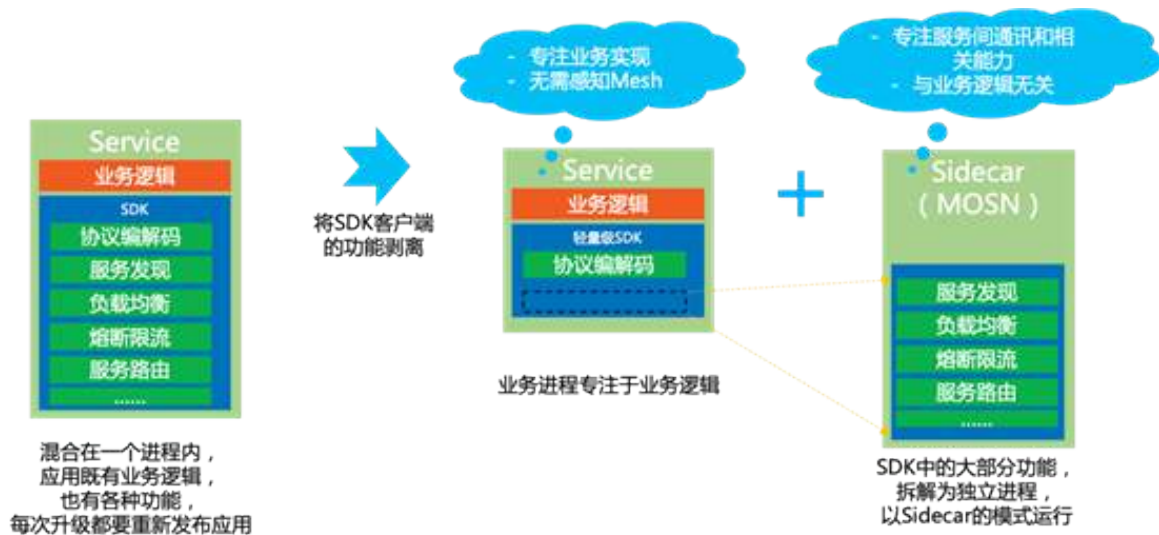 Service
业务逻辑
SDK
协议编解码
服务发现
负载均衡
熔断限流
服务路由
......
混合在一个进程内，
应用既有业务逻辑，
也有各种功能，
每次升级都要重新发布应用
将SDK客户端
的功能剥离
- 专注业务实现
- 无需感知Mesh
Service
业务逻辑
轻量级SDK
协议编解码
业务进程专注于业务逻辑
- 专注服务间通讯和相
关能力
- 与业务逻辑无关
Sidecar
（MOSN）
服务发现
负载均衡
熔断限流
服务路由
......
SDK中的大部分功能，
拆解为独立进程，
以Sidecar的模式运行